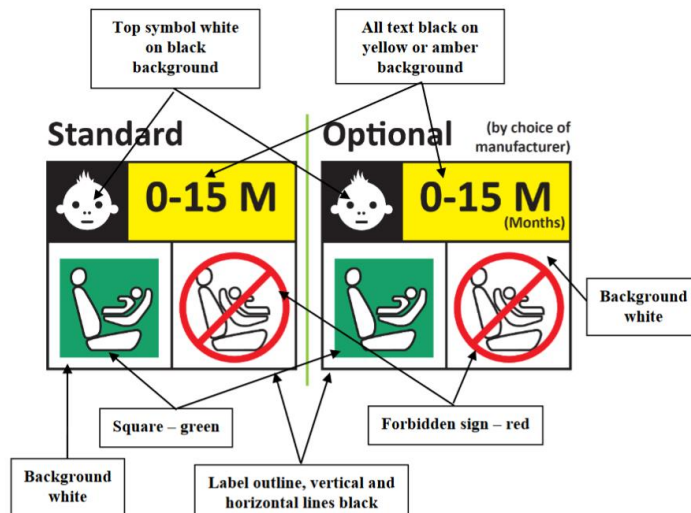 Top symbol white
on black
background
All text black on
yellow or amber
background
Standard
Optional
(by choice of
manufacturer)
0-15 M
0-15 M
(Months)
Background
white
Square – green
Forbidden sign – red
Background
white
Label outline, vertical and
horizontal lines black